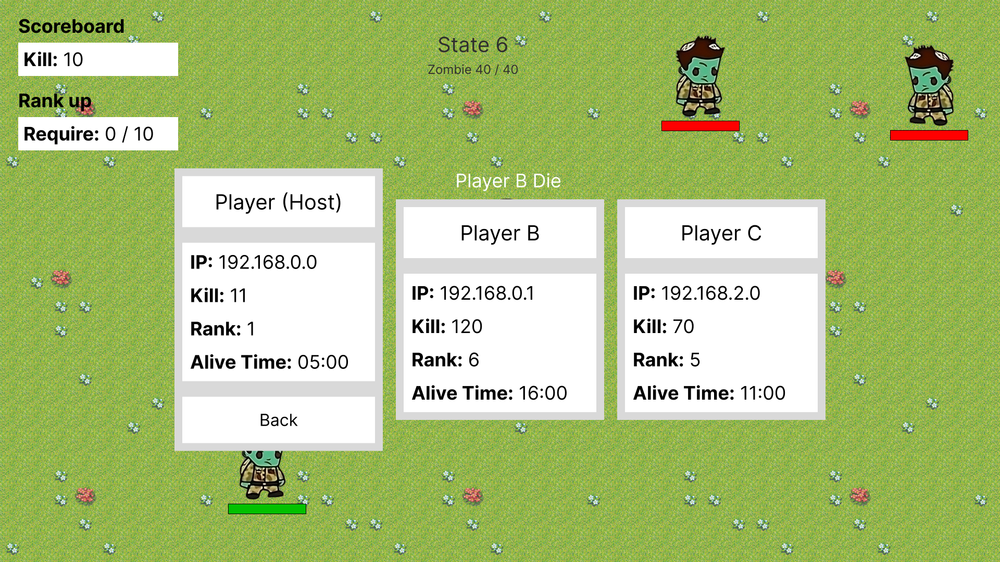 Scoreboard
Kill: 10
Rank up
Require: 0 / 10
State 6
Zombie 40 / 40
Player B Die
Player (Host)
IP: 192.168.0.0
Kill: 11
Rank: 1
Alive Time: 05:00
Back
Player B
IP: 192.168.0.1
Kill: 120
Rank: 6
Alive Time: 16:00
Player C
IP: 192.168.2.0
Kill: 70
Rank: 5
Alive Time: 11:00